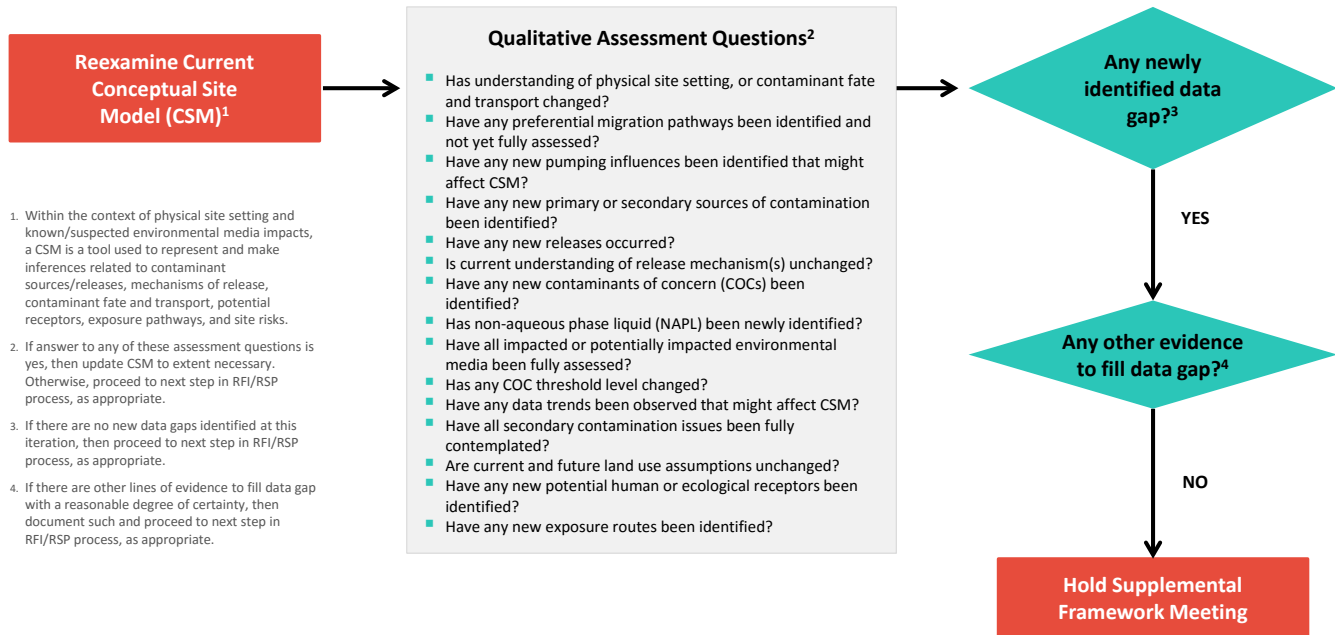 Reexamine Current
Conceptual Site
Model (CSM)¹
1. Within the context of physical site setting and
known/suspected environmental media impacts,
a CSM is a tool used to represent and make
inferences related to contaminant
sources/releases, mechanisms of release,
contaminant fate and transport, potential
receptors, exposure pathways, and site risks.
2. If answer to any of these assessment questions is
yes, then update CSM to extent necessary.
Otherwise, proceed to next step in RFI/RSP
process, as appropriate.
3. If there are no new data gaps identified at this
iteration, then proceed to next step in RFI/RSP
process, as appropriate.
4. If there are other lines of evidence to fill data gap
with a reasonable degree of certainty, then
document such and proceed to next step in
RFI/RSP process, as appropriate.
Qualitative Assessment Questions²
Has understanding of physical site setting, or contaminant fate
and transport changed?
Have any preferential migration pathways been identified and
not yet fully assessed?
Have any new pumping influences been identified that might
affect CSM?
Have any new primary or secondary sources of contamination
been identified?
Have any new releases occurred?
Is current understanding of release mechanism(s) unchanged?
Have any new contaminants of concern (COCs) been
identified?
Has non-aqueous phase liquid (NAPL) been newly identified?
Have all impacted or potentially impacted environmental
media been fully assessed?
Has any COC threshold level changed?
Have any data trends been observed that might affect CSM?
Have all secondary contamination issues been fully
contemplated?
Are current and future land use assumptions unchanged?
Have any new potential human or ecological receptors been
identified?
Have any new exposure routes been identified?
Any newly
identified data
gap?³
YES
Any other evidence
to fill data gap?⁴
NO
Hold Supplemental
Framework Meeting